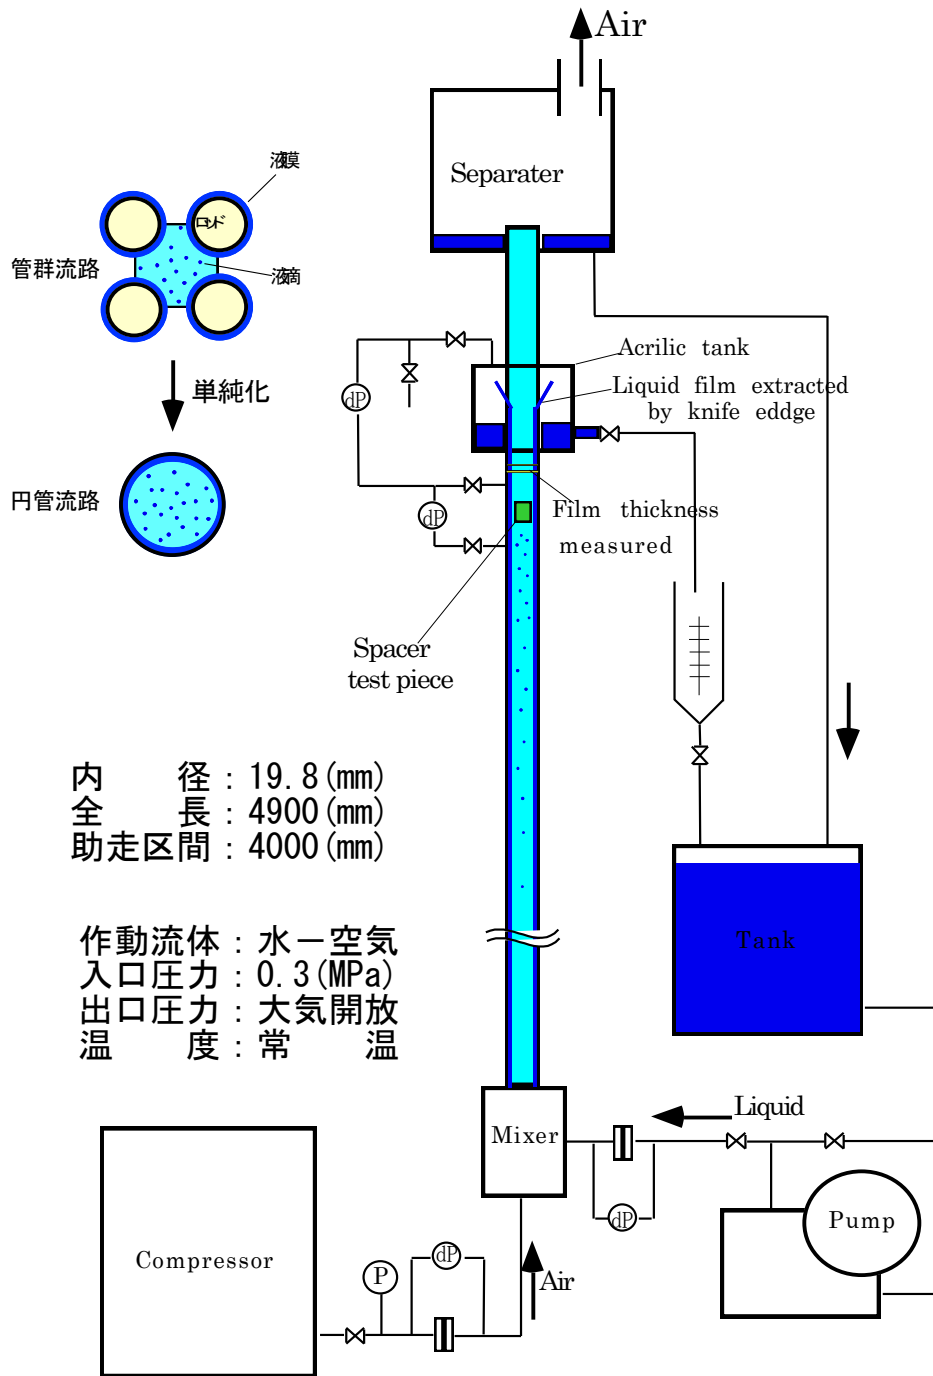 Air
Separater
液膜
ロッド
管群流路
液滴
単純化
円管流路
Acrilic tank
Liquid film extracted
by knife eddge
dP
dP
Film thickness
measured
Spacer
test piece
内　　径：19.8(mm)
全　　長：4900(mm)
助走区間：4000(mm)
作動流体：水－空気
入口圧力：0.3(MPa)
出口圧力：大気開放
温　　度：常　　温
Tank
Liquid
Mixer
dP
Pump
Compressor
P
dP
Air